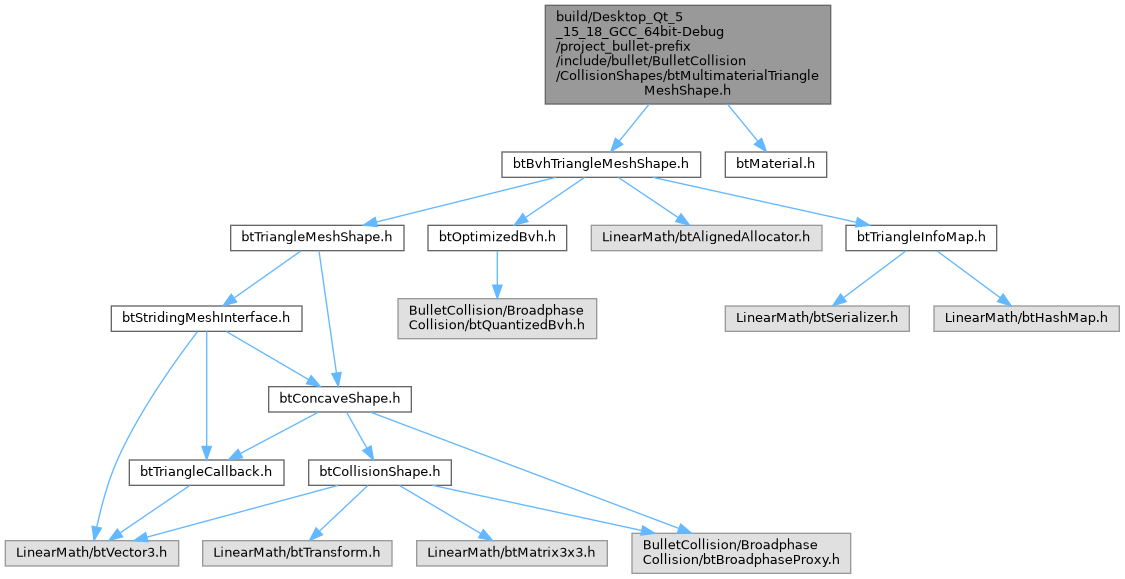 build/Desktop_Qt_5
_15_18_GCC_64bit-Debug
/project_bullet-prefix
/include/bullet/BulletCollision
/CollisionShapes/btMultimaterialTriangle
MeshShape.h
btBvhTriangleMeshShape.h
btMaterial.h
btTriangleMeshShape.h
btOptimizedBvh.h
LinearMath/btAlignedAllocator.h
btTriangleInfoMap.h
btStridingMeshInterface.h
BulletCollision/Broadphase
Collision/btQuantizedBvh.h
LinearMath/btSerializer.h
LinearMath/btHashMap.h
btConcaveShape.h
btTriangleCallback.h
btCollisionShape.h
LinearMath/btVector3.h
LinearMath/btTransform.h
LinearMath/btMatrix3x3.h
BulletCollision/Broadphase
Collision/btBroadphaseProxy.h